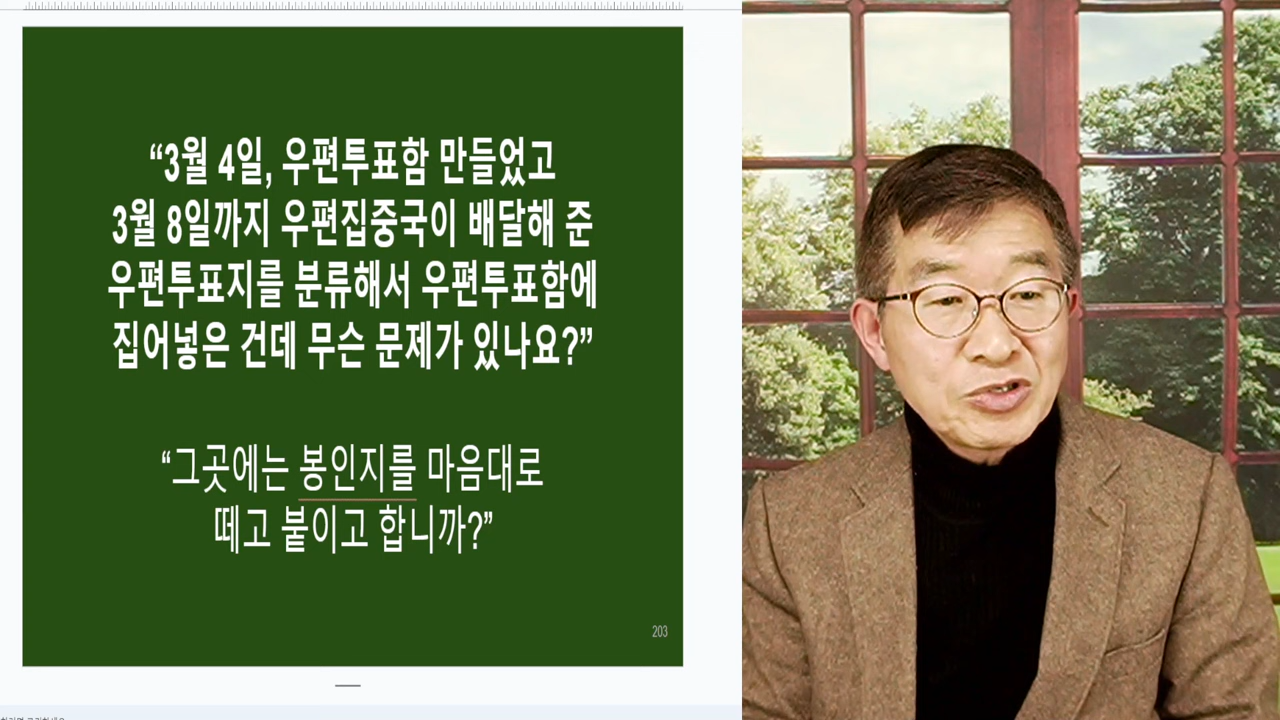 “3월 4일, 우편투표함 만들었고
3월 8일까지 우편집중국이 배달해 준
우편투표지를 분류해서 우편투표함에
집어넣은 건데 무슨 문제가 있나요?”
“그곳에는 봉인지를 마음대로
떼고 붙이고 합니까?”
203